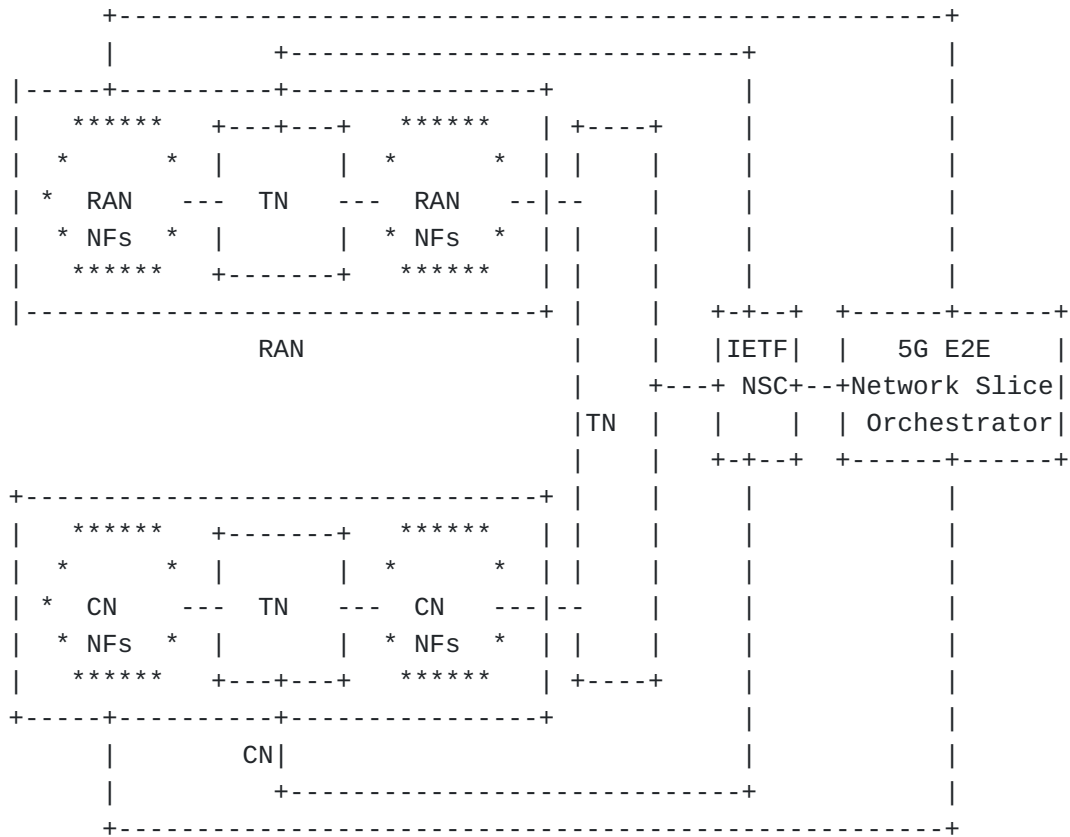 RAN TN RAN
NFs NFs
RAN
IETF 5G E2E
NSC Network Slice
TN Orchestrator
CN TN CN
NFs NFs
CN